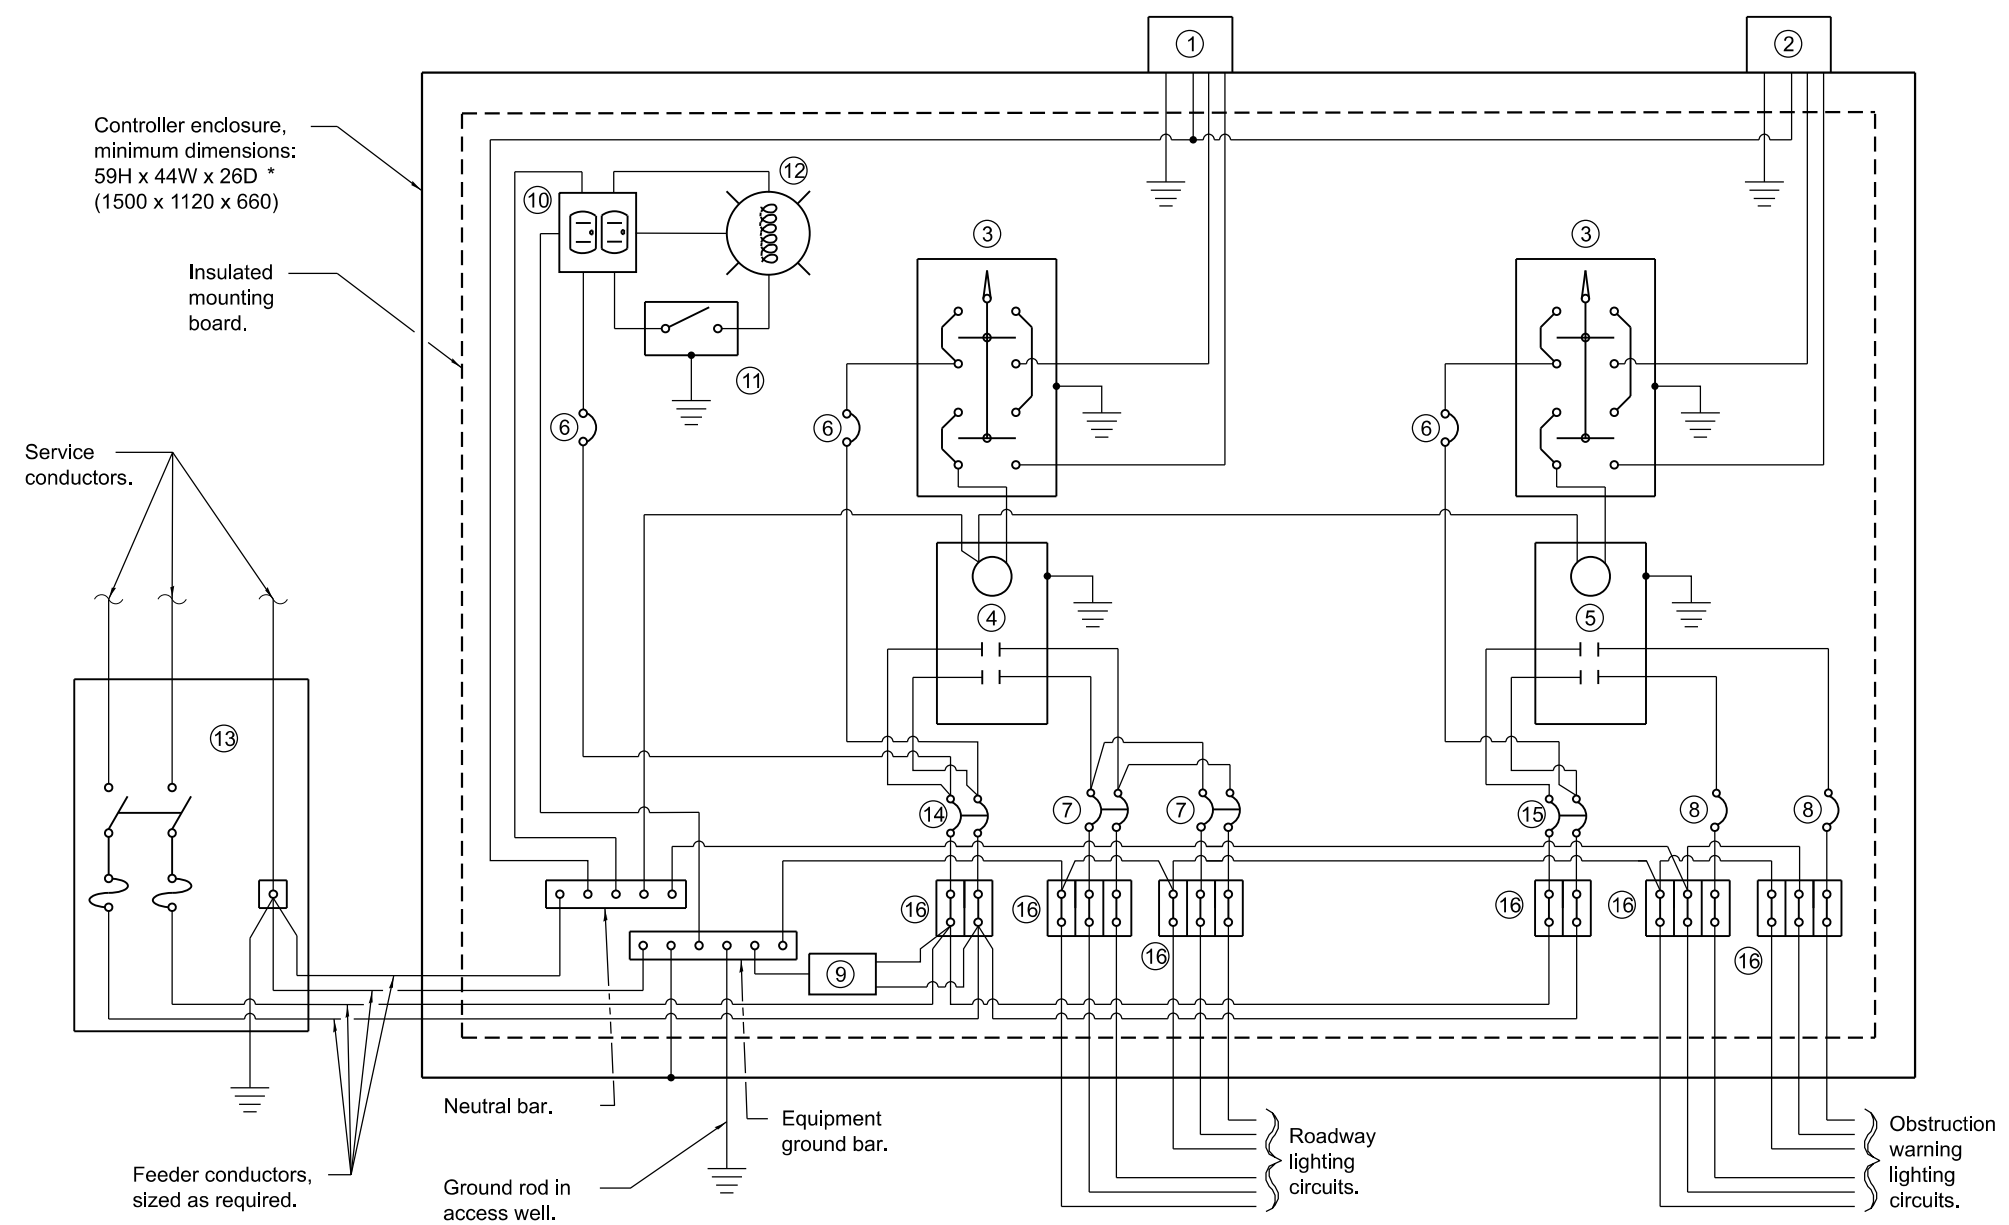 1
2
Controller enclosure,
minimum dimensions:
59H x 44W x 26D *
(1500 x 1120 x 660)
12
10
3
3
Insulated
mounting
board.
11
6
6
6
Service
conductors.
4
5
13
14
7
7
15
8
8
16
16
16
16
16
16
9
Neutral bar.
Equipment
ground bar.
Feeder conductors,
sized as required.
Ground rod in
access well.
Roadway
lighting
circuits.
Obstruction
warning
lighting
circuits.